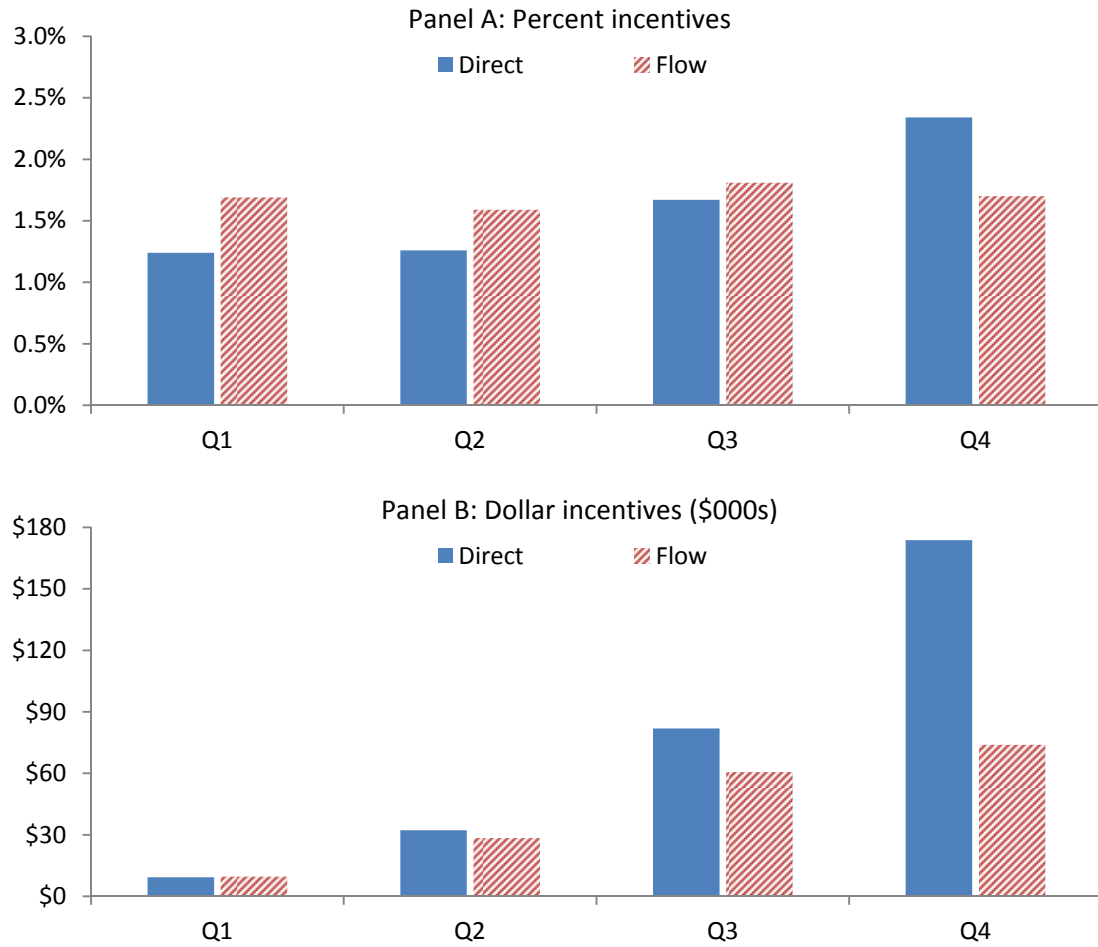 Panel A: Percent incentives
Direct Flow
3.0%
2.5%
2.0%
1.5%
1.0%
0.5%
0.0%
Q1 Q2 Q3 Q4
Panel B: Dollar incentives ($000s)
Direct Flow
$180
$150
$120
$90
$60
$30
$0
Q1 Q2 Q3 Q4